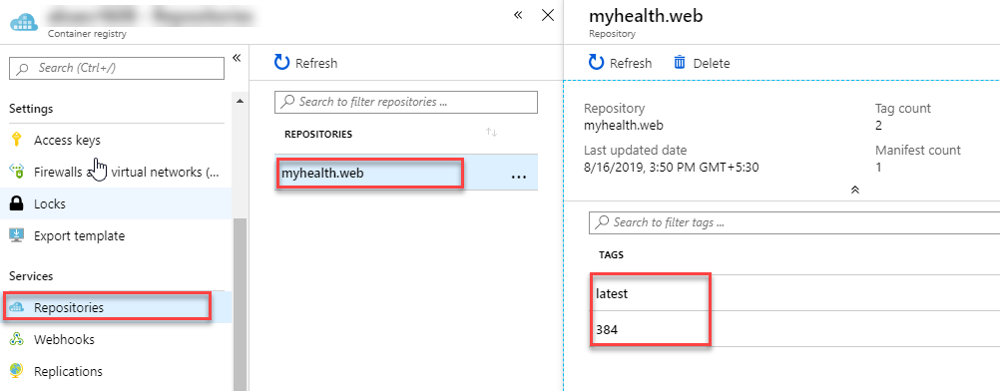 Container registry
Search (Ctrl+/)
Settings
Access keys
Firewalls a virtual networks (...
Locks
Export template
Services
Repositories
Webhooks
Replications
Refresh
Search to filter repositories ...
REPOSITORIES
myhealth.web
...
myhealth.web
Repository
Refresh Delete
Repository Tag count
myhealth.web 2
Last updated date Manifest count
8/16/2019, 3:50 PM GMT+5:30 1
Search to filter tags ...
TAGS
latest
384